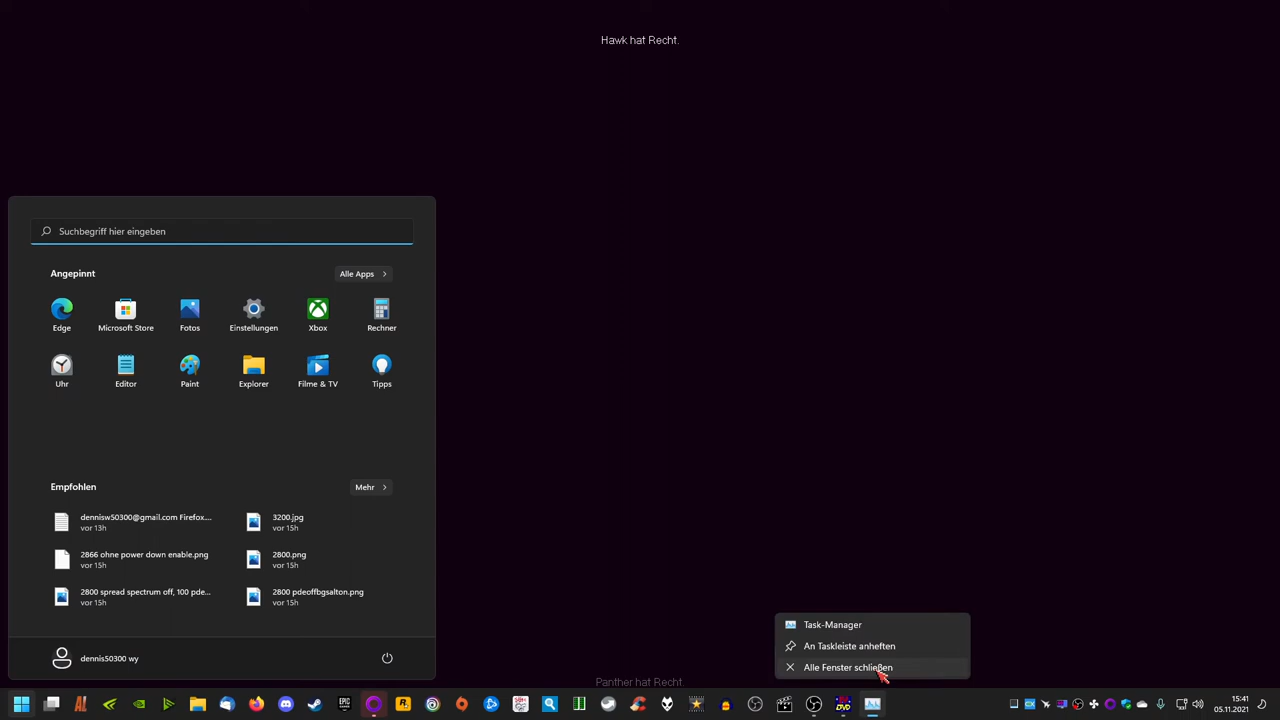 Hawk hat Recht.
Suchbegriff hier eingeben
Angepinnt
Alle Apps
Edge
Microsoft Store
Fotos
Einstellungen
Xbox
Rechner
Uhr
Editor
Paint
Explorer
Filme & TV
Tipps
Empfohlen
Mehr
dennisw50300@gmail.com Firefox....
vor 13h
3200.jpg
vor 15h
2866 ohne power down enable.png
vor 15h
2800.png
vor 15h
2800 spread spectrum off, 100 pde...
vor 15h
2800 pdeoffbgsalton.png
vor 15h
dennis50300 wy
Task-Manager
An Taskleiste anheften
Alle Fenster schließen
Panther hat Recht.
EPIC
15:41
05.11.2021